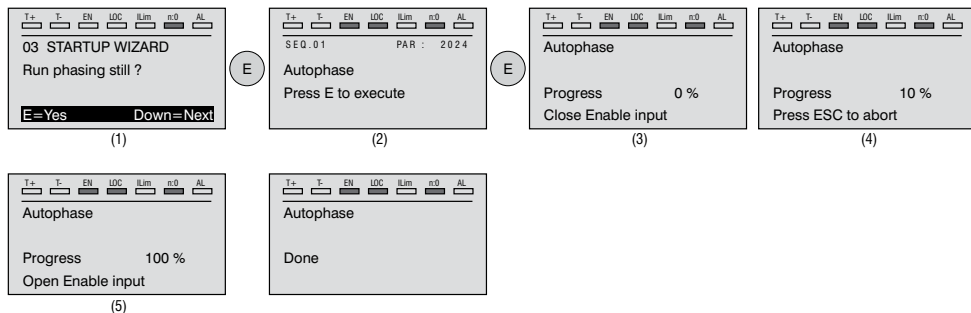 T+ T- EN LOC ILim n:0 AL
03 STARTUP WIZARD
Run phasing still ?
E=Yes Down=Next
(1)
E
T+ T- EN LOC ILim n:0 AL
SEQ.01 PAR : 2024
Autophase
Press E to execute
(2)
E
T+ T- EN LOC ILim n:0 AL
Autophase
Progress 0 %
Close Enable input
(3)
T+ T- EN LOC ILim n:0 AL
Autophase
Progress 10 %
Press ESC to abort
(4)
T+ T- EN LOC ILim n:0 AL
Autophase
Progress 100 %
Open Enable input
(5)
T+ T- EN LOC ILim n:0 AL
Autophase
Done